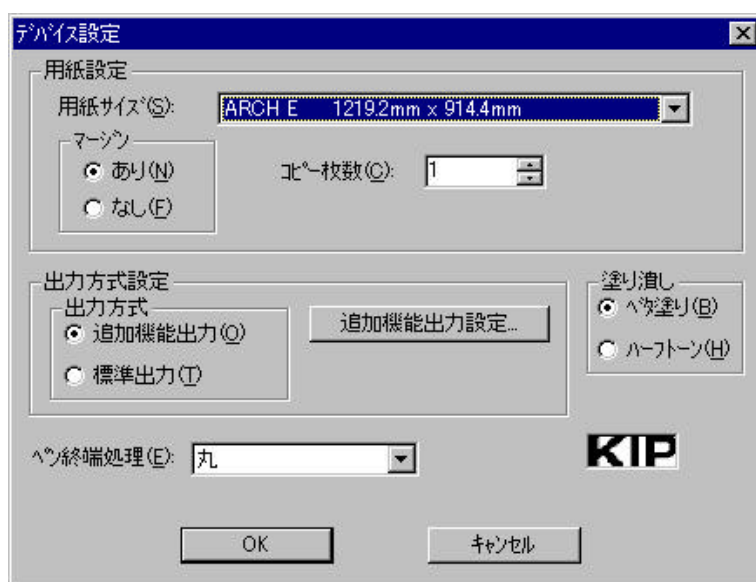 ﾃﾞﾊﾞｲｽ設定
用紙設定
用紙ｻｲｽﾞ(S): ARCH E 1219.2mm x 914.4mm
ﾏｰｼﾞﾝ
あり(N)
なし(F)
ｺﾋﾟｰ枚数(C): 1
出力方式設定
出力方式
追加機能出力(O)
標準出力(T)
追加機能出力設定...
塗り潰し
ﾍﾞﾀ塗り(B)
ﾊｰﾌﾄｰﾝ(H)
ﾍﾟﾝ終端処理(E): 丸
KIP
OK
ｷｬﾝｾﾙ